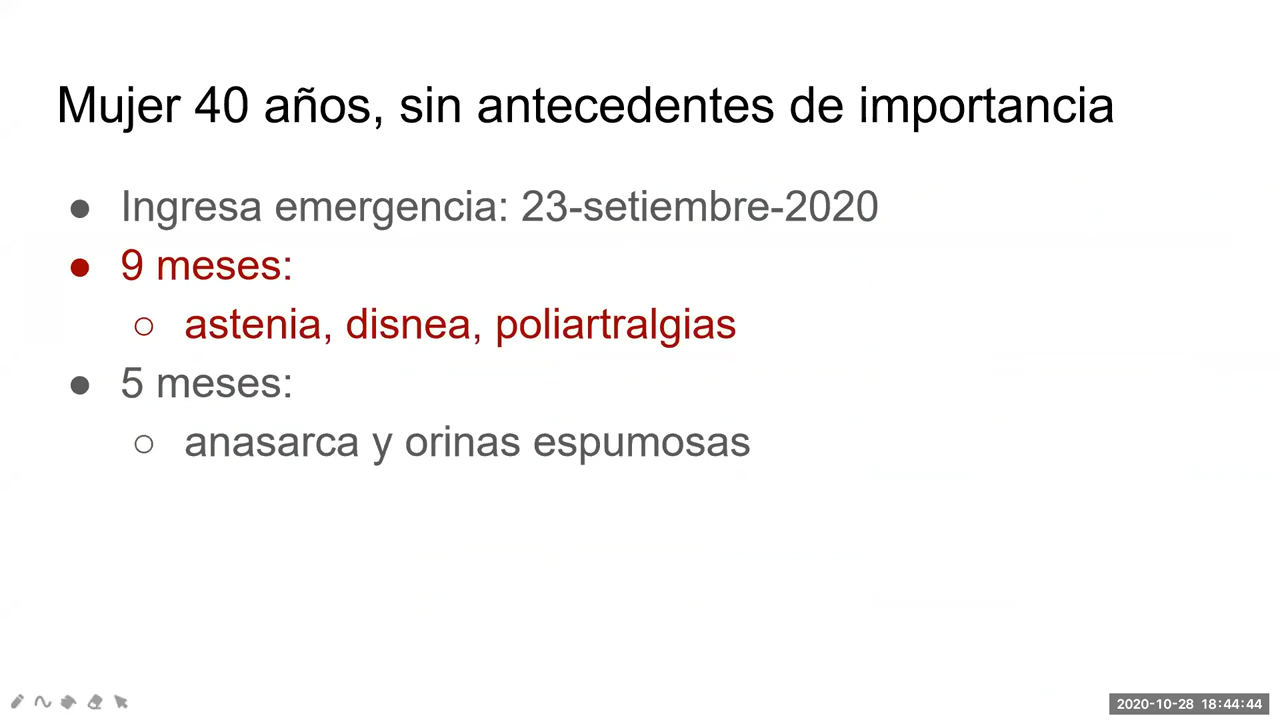 Mujer 40 años, sin antecedentes de importancia
● Ingresa emergencia: 23-setiembre-2020
● 9 meses:
○ astenia, disnea, poliartralgias
● 5 meses:
○ anasarca y orinas espumosas
2020-10-28 18:44:44